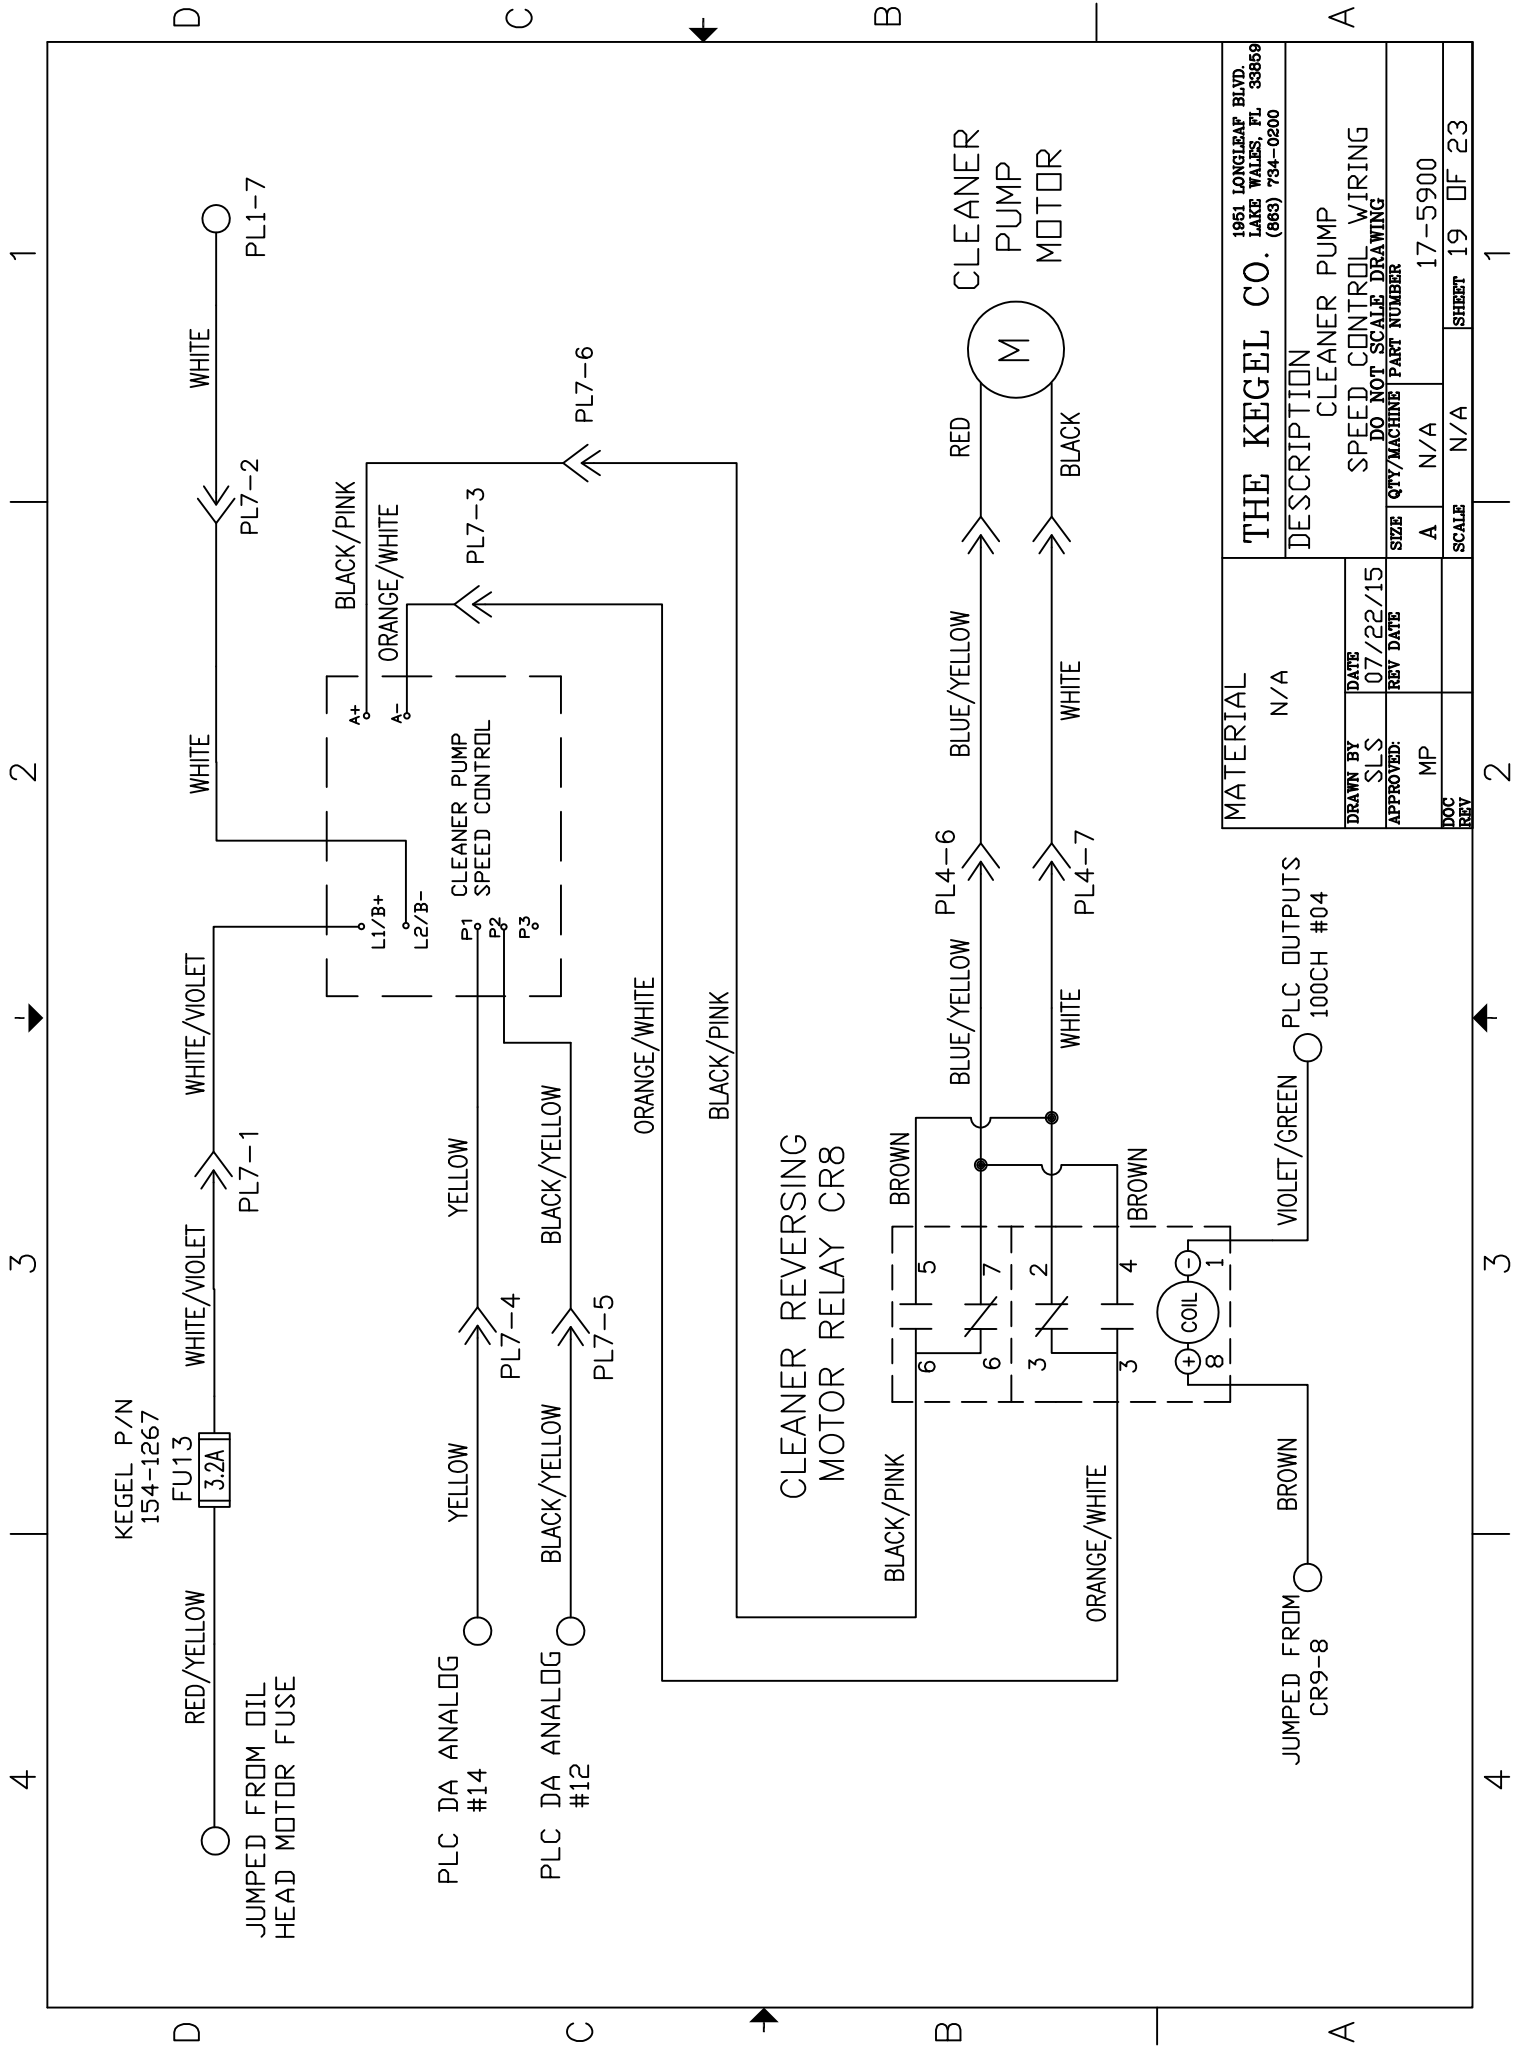 4
3
2
1
D
C
B
A
D
C
B
A
4
3
2
1
KEGEL P/N
154-1267
FU13
3.2A
RED/YELLOW
JUMPED FROM OIL
HEAD MOTOR FUSE
WHITE/VIOLET
PL7-1
WHITE/VIOLET
WHITE
PL7-2
WHITE
PL1-7
L1/B+
L2/B-
P1
P2
P3
A+
A-
CLEANER PUMP
SPEED CONTROL
BLACK/PINK
ORANGE/WHITE
PL7-3
PL7-6
PLC DA ANALOG
#14
YELLOW
PL7-4
YELLOW
PLC DA ANALOG
#12
BLACK/YELLOW
PL7-5
BLACK/YELLOW
ORANGE/WHITE
BLACK/PINK
CLEANER REVERSING
MOTOR RELAY CR8
BLACK/PINK
ORANGE/WHITE
6
5
6
7
3
2
3
4
COIL
+
-
8
1
BROWN
BROWN
BLUE/YELLOW
PL4-6
BLUE/YELLOW
RED
WHITE
PL4-7
WHITE
BLACK
M
CLEANER
PUMP
MOTOR
JUMPED FROM
CR9-8
BROWN
VIOLET/GREEN
PLC OUTPUTS
100CH #04
MATERIAL
N/A
DRAWN BY
SLS
DATE
07/22/15
APPROVED:
MP
REV DATE
DOC
REV
THE KEGEL CO.
1951 LONGLEAF BLVD.
LAKE WALES, FL 33859
(863) 734-0200
DESCRIPTION
CLEANER PUMP
SPEED CONTROL WIRING
DO NOT SCALE DRAWING
SIZE
A
QTY/MACHINE
N/A
PART NUMBER
17-5900
SCALE
N/A
SHEET 19 OF 23